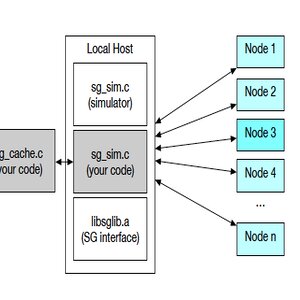 Local Host
sg_sim.c
(simulator)
g_cache.c
your code)
sg_sim.c
(your code)
libsglib.a
(SG interface)
Node 1
Node 2
Node 3
Node 4
...
Node n